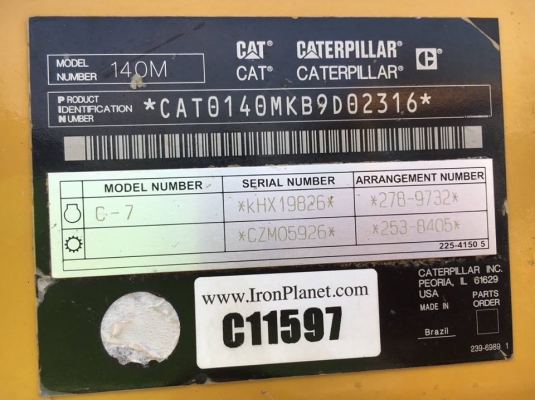 CAT® CATERPILLAR® C
CAT® CATERPILLAR®
MODEL NUMBER 140M
PRODUCT IDENTIFICATION NUMBER *CAT0140MKB9D02316*
MODEL NUMBER SERIAL NUMBER ARRANGEMENT NUMBER
C-7 *KHX19826* *278-9732*
*CZM05926* *253-8405*
225-4150 5
CATERPILLAR INC.
PEORIA, IL 61629
USA
MADE IN
Brazil
PARTS
ORDER
239-6989 1
www.IronPlanet.com
C11597